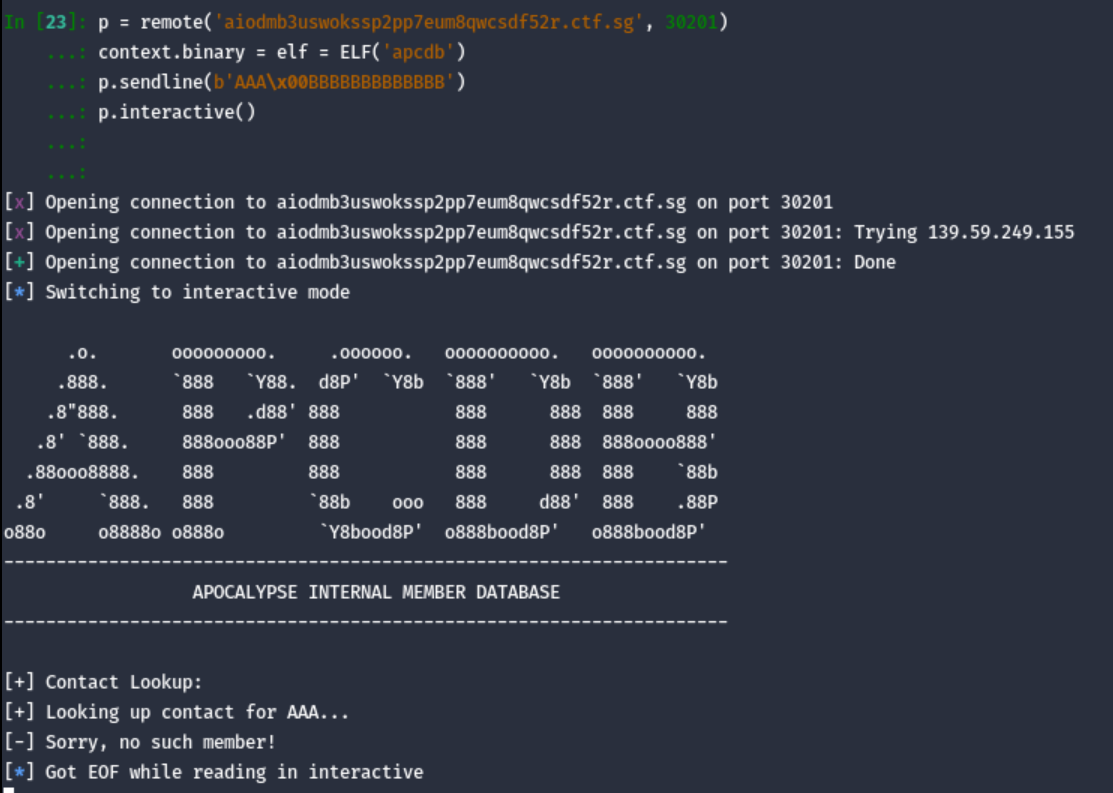 In [23]: p = remote('aiodmb3uswokssp2pp7eum8qwcsdf52r.ctf.sg', 30201)
    ...: context.binary = elf = ELF('apcdb')
    ...: p.sendline(b'AAA\x00BBBBBBBBBBBBB')
    ...: p.interactive()
    ...:
    ...:
[x] Opening connection to aiodmb3uswokssp2pp7eum8qwcsdf52r.ctf.sg on port 30201
[x] Opening connection to aiodmb3uswokssp2pp7eum8qwcsdf52r.ctf.sg on port 30201: Trying 139.59.249.155
[+] Opening connection to aiodmb3uswokssp2pp7eum8qwcsdf52r.ctf.sg on port 30201: Done
[*] Switching to interactive mode
      .o.       ooooooooo.     .oooooo.   oooooooooo.   oooooooooo.
     .888.      `888   `Y88.  d8P'  `Y8b  `888'   `Y8b  `888'   `Y8b
    .8"888.      888   .d88' 888           888      888  888     888
   .8' `888.     888ooo88P'  888           888      888  888oooo888'
  .88ooo8888.    888         888           888      888  888    `88b
 .8'     `888.   888         `88b    ooo   888     d88'  888    .88P
o88o     o8888o o888o         `Y8bood8P'  o888bood8P'   o888bood8P'
---------------------------------------------------------------------
                  APOCALYPSE INTERNAL MEMBER DATABASE
---------------------------------------------------------------------
[+] Contact Lookup:
[+] Looking up contact for AAA...
[-] Sorry, no such member!
[*] Got EOF while reading in interactive